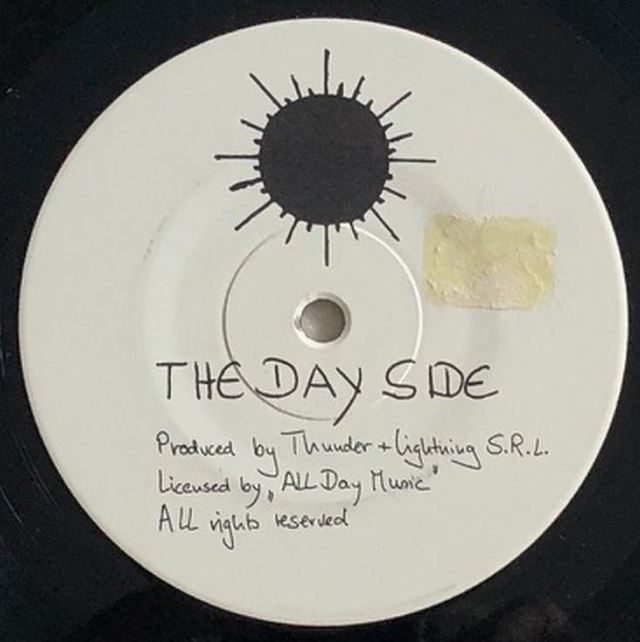 THE DAY SIDE
Produced by Thunder + Lightning S.R.L.
Licensed by „ALL Day Music"
ALL rights reserved